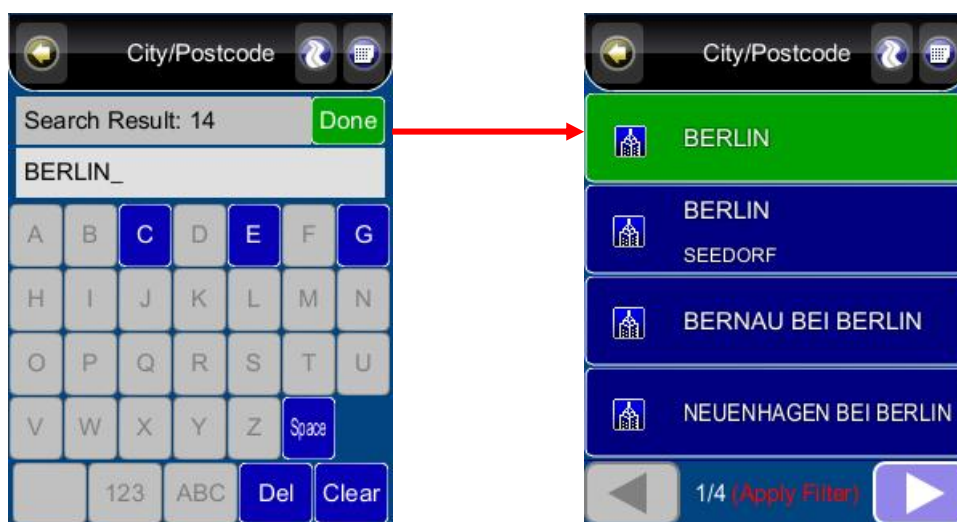 City/Postcode
Search Result: 14 Done
BERLIN_
A B C D E F G
H I J K L M N
O P Q R S T U
V W X Y Z Space
123 ABC Del Clear
City/Postcode
BERLIN
BERLIN
SEEDORF
BERNAU BEI BERLIN
NEUENHAGEN BEI BERLIN
1/4 (Apply Filter)